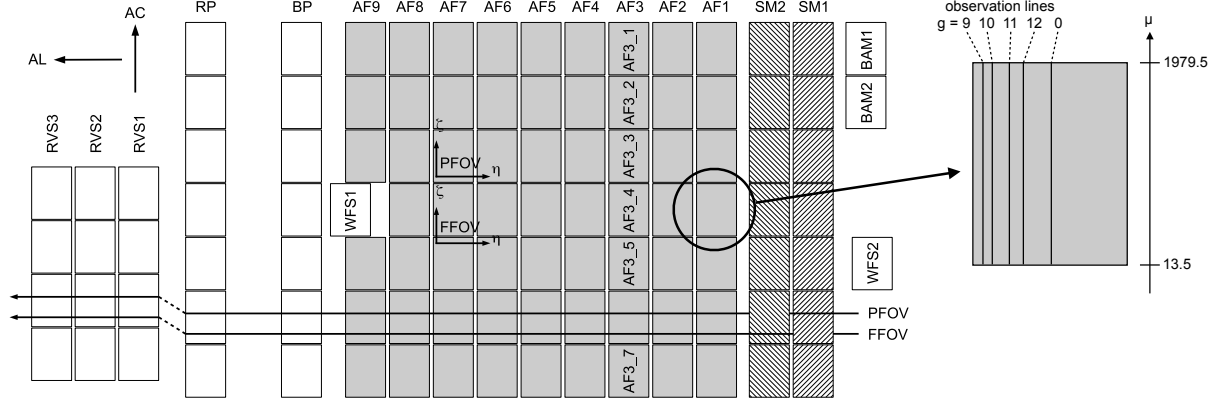 observation lines
AC RP BP AF9 AF8 AF7 AF6 AF5 AF4 AF3 AF2 AF1 SM2 SM1 g = 9 10 11 12 0 μ
AL
AF3_1
BAM1
1979.5
AF3_2
BAM2
RVS3 RVS2 RVS1
ζ
AF3_3
PFOV η
ζ
WFS1
AF3_4
FFOV η
AF3_5
WFS2
13.5
PFOV
FFOV
AF3_7